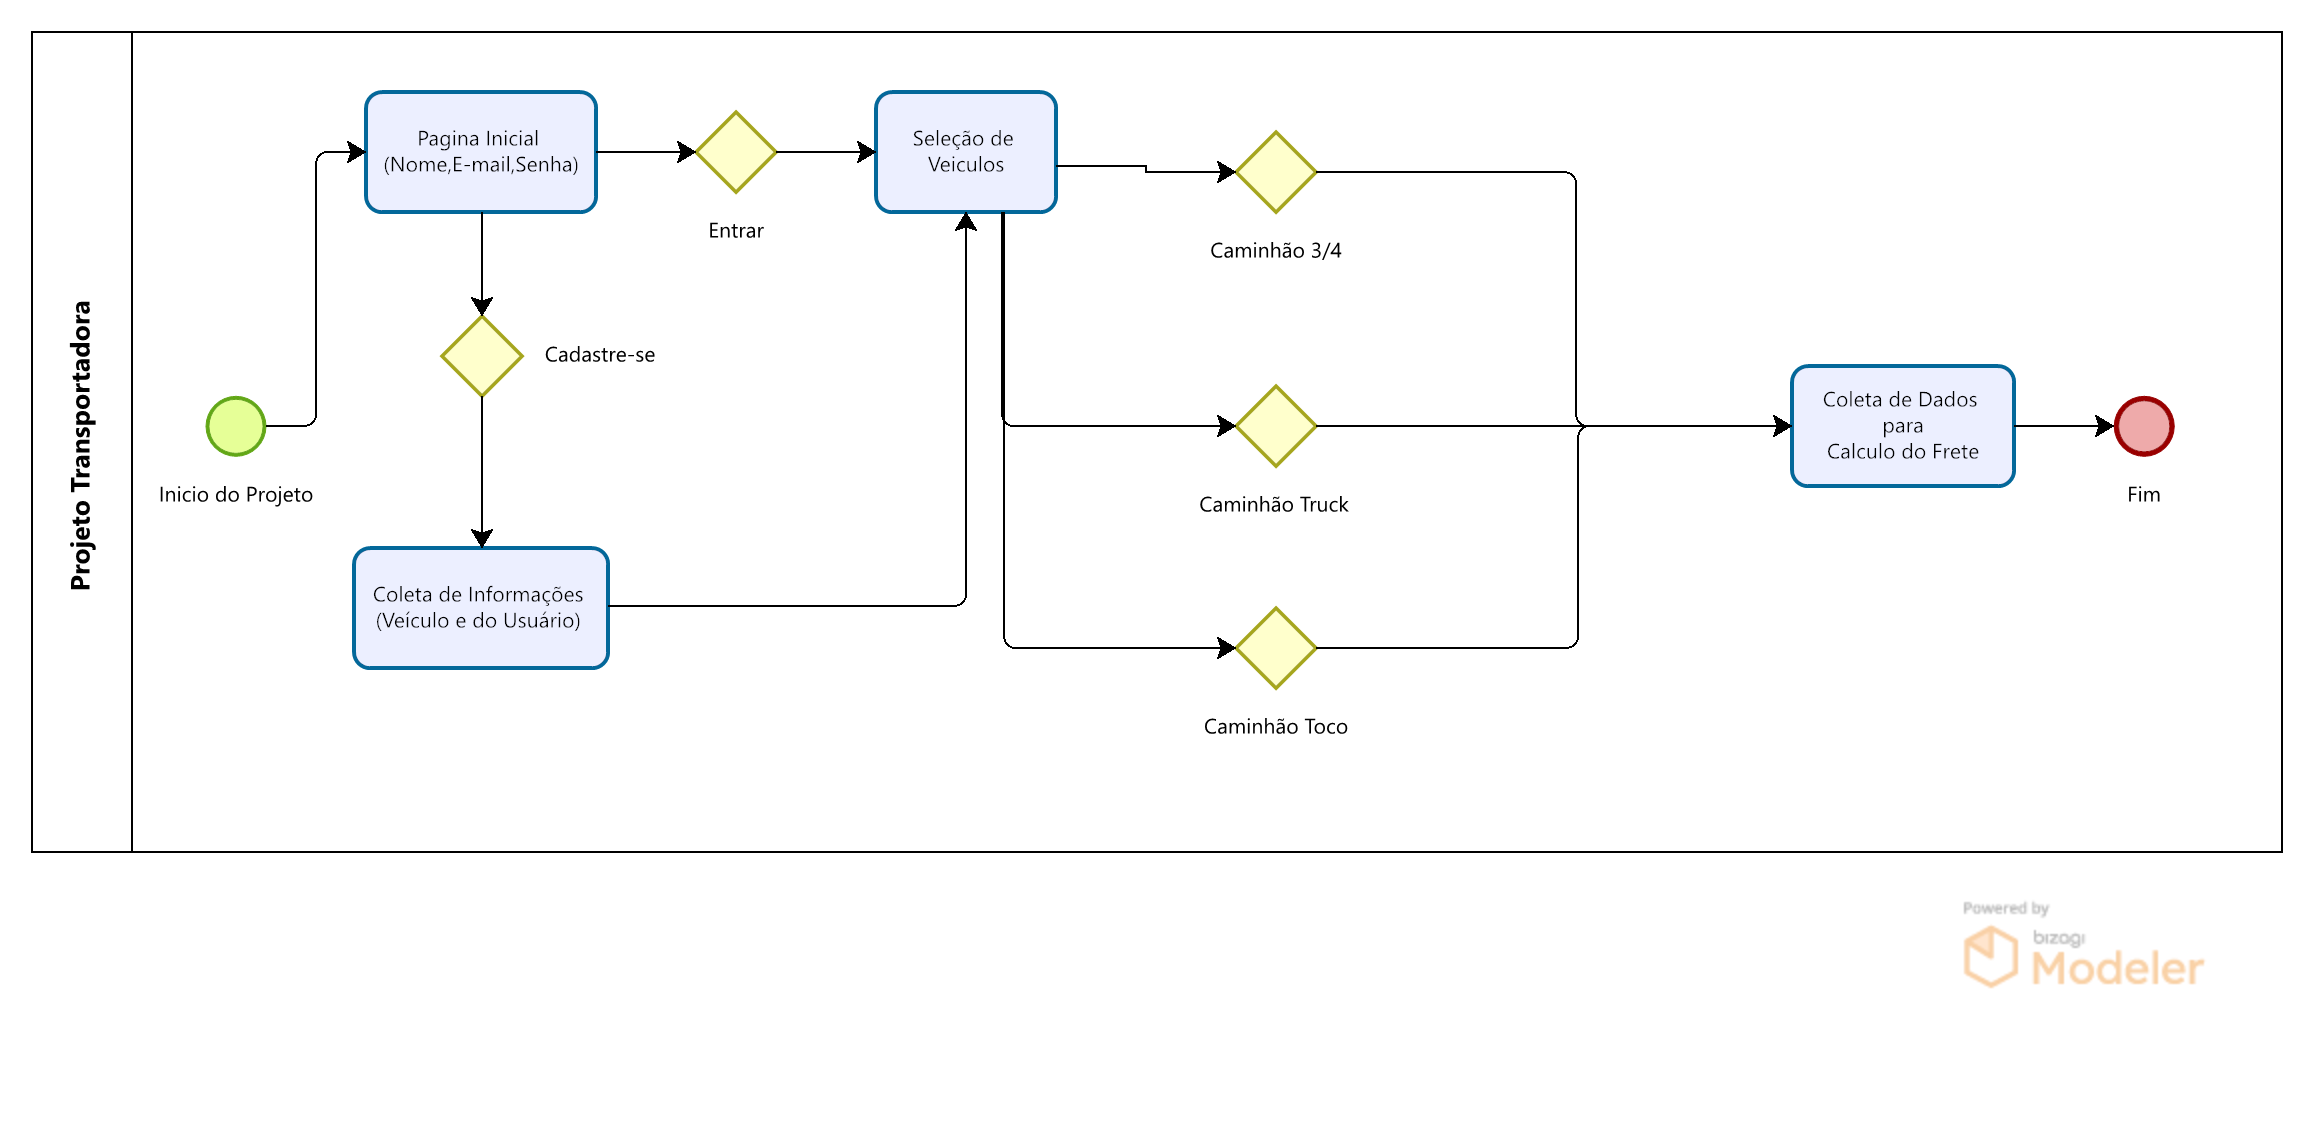 Projeto Transportadora
Inicio do Projeto
Pagina Inicial
(Nome,E-mail,Senha)
Entrar
Cadastre-se
Coleta de Informações
(Veículo e do Usuário)
Seleção de
Veiculos
Caminhão 3/4
Caminhão Truck
Caminhão Toco
Coleta de Dados
para
Calculo do Frete
Fim
Powered by
bizagi
Modeler